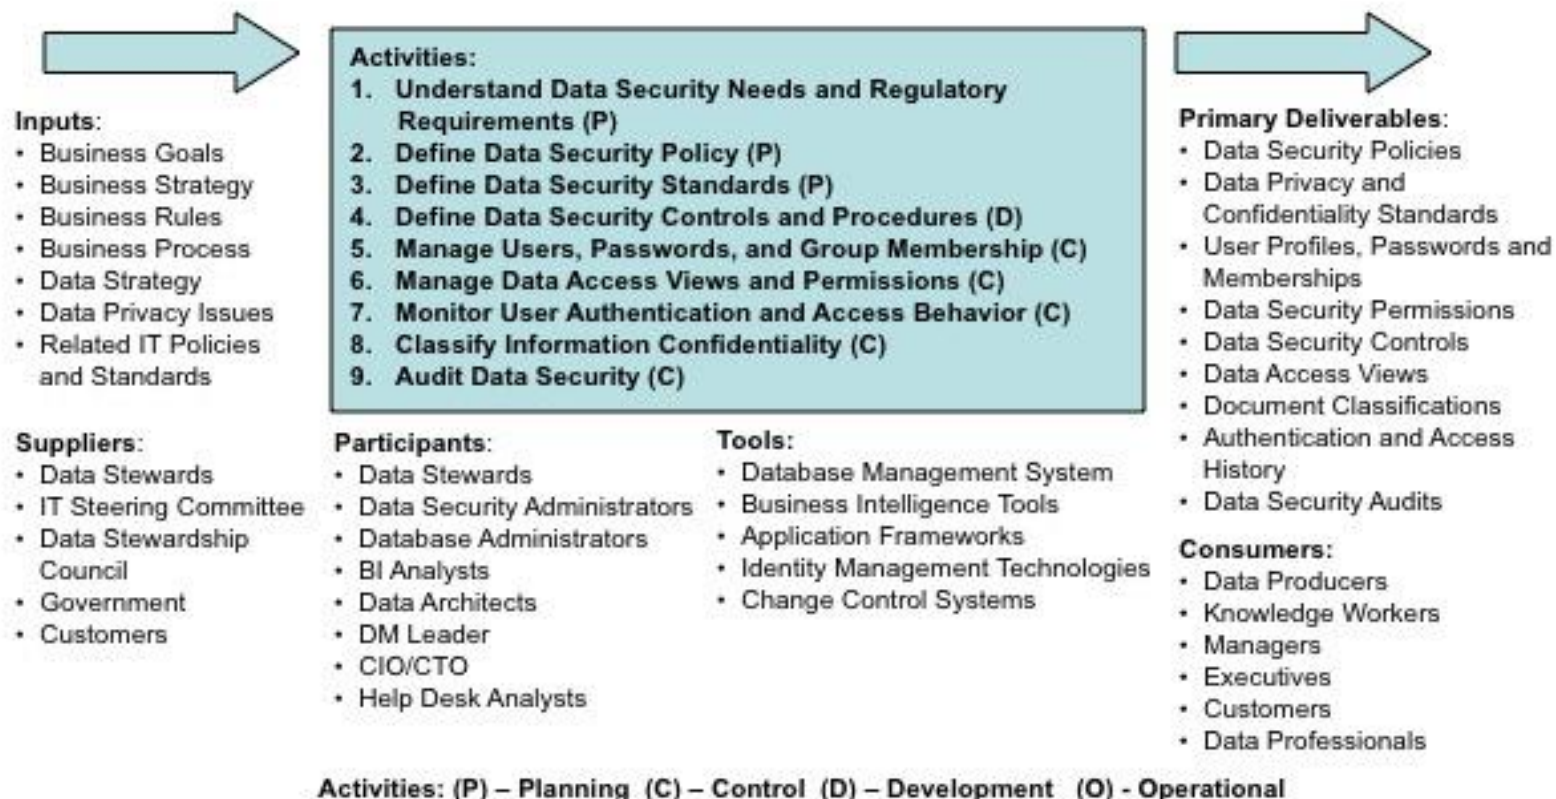 Inputs:
• Business Goals
• Business Strategy
• Business Rules
• Business Process
• Data Strategy
• Data Privacy Issues
• Related IT Policies
and Standards
Activities:
1. Understand Data Security Needs and Regulatory
Requirements (P)
2. Define Data Security Policy (P)
3. Define Data Security Standards (P)
4. Define Data Security Controls and Procedures (D)
5. Manage Users, Passwords, and Group Membership (C)
6. Manage Data Access Views and Permissions (C)
7. Monitor User Authentication and Access Behavior (C)
8. Classify Information Confidentiality (C)
9. Audit Data Security (C)
Primary Deliverables:
• Data Security Policies
• Data Privacy and
Confidentiality Standards
• User Profiles, Passwords and
Memberships
• Data Security Permissions
• Data Security Controls
• Data Access Views
• Document Classifications
• Authentication and Access
History
• Data Security Audits
Suppliers:
• Data Stewards
• IT Steering Committee
• Data Stewardship
Council
• Government
• Customers
Participants:
• Data Stewards
• Data Security Administrators
• Database Administrators
• BI Analysts
• Data Architects
• DM Leader
• CIO/CTO
• Help Desk Analysts
Tools:
• Database Management System
• Business Intelligence Tools
• Application Frameworks
• Identity Management Technologies
• Change Control Systems
Consumers:
• Data Producers
• Knowledge Workers
• Managers
• Executives
• Customers
• Data Professionals
Activities: (P) – Planning (C) – Control (D) – Development (O) - Operational